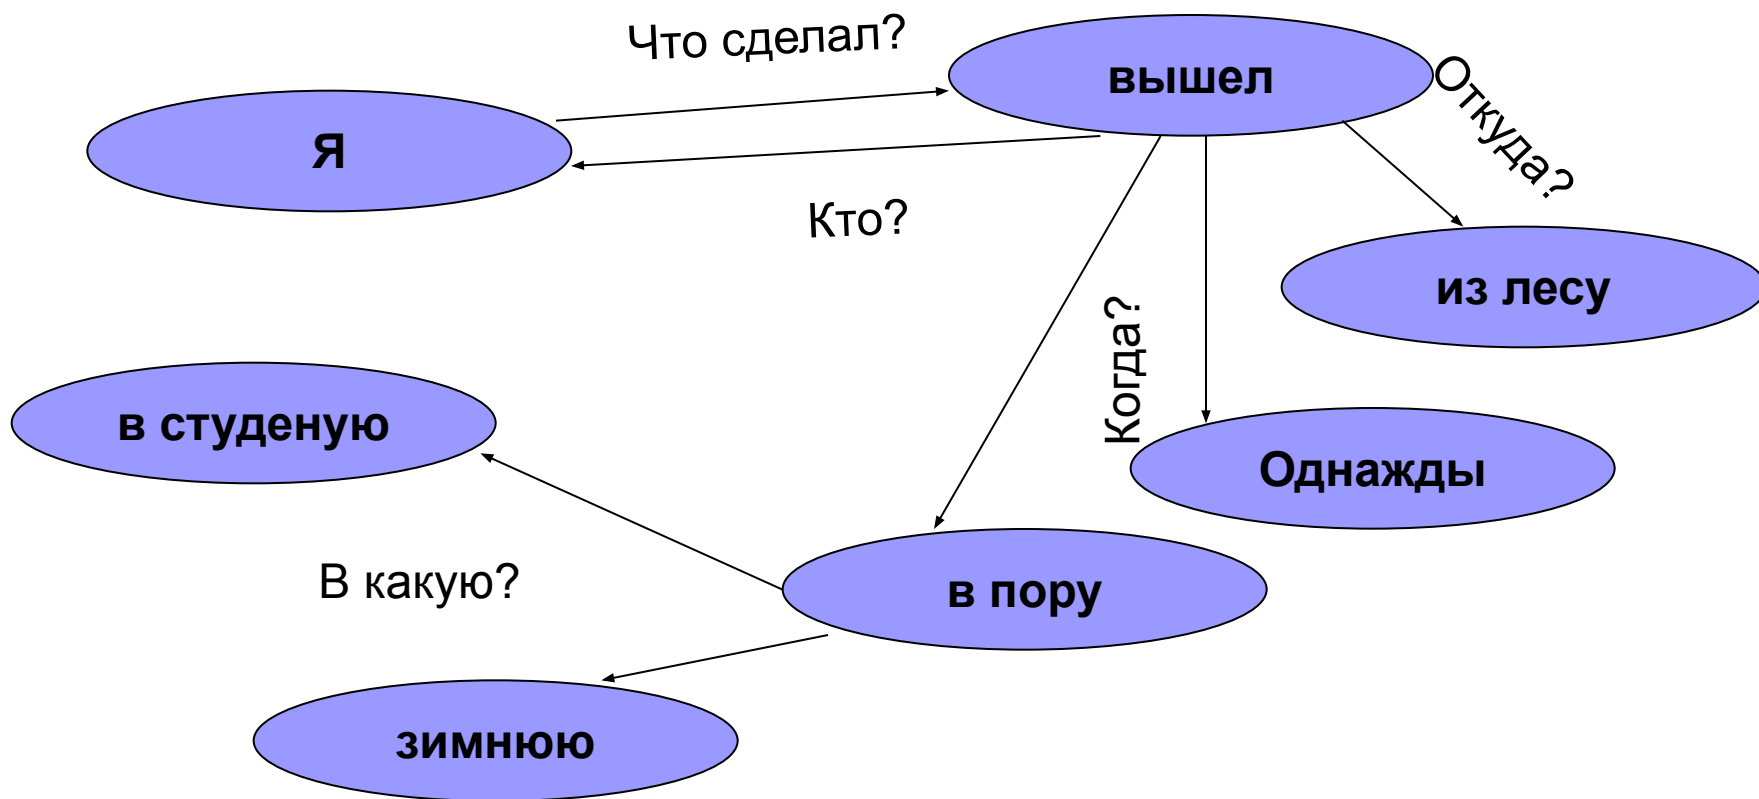 Что сделал?
вышел
Откуда?
Я
Кто?
из лесу
Когда?
в студеную
Однажды
В какую?
в пору
зимнюю